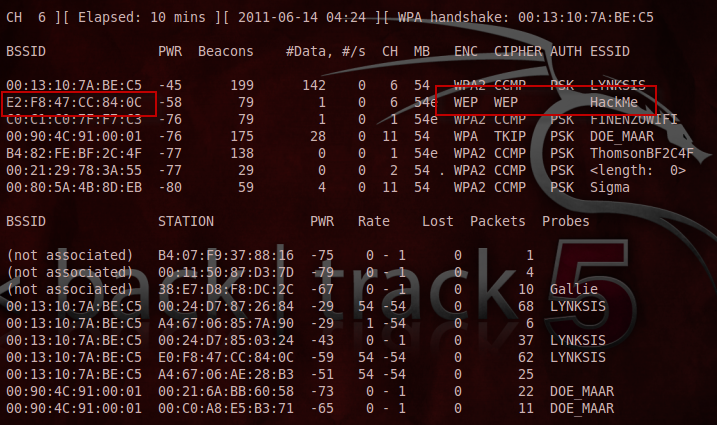 CH 6 ][ Elapsed: 10 mins ][ 2011-06-14 04:24 ][ WPA handshake: 00:13:10:7A:BE:C5
BSSID PWR Beacons #Data, #/s CH MB ENC CIPHER AUTH ESSID
00:13:10:7A:BE:C5 -45 199 142 0 6 54 WPA2 CCMP PSK LYNKSIS
E2:F8:47:CC:84:0C -58 79 1 0 6 54e WEP WEP HackMe
C6:C1:C0:7F:F7:C3 -76 79 1 0 1 54e WPA2 CCMP PSK FINENZOWIFI
00:90:4C:91:00:01 -76 175 28 0 11 54 WPA TKIP PSK DOE_MAAR
B4:82:FE:BF:2C:4F -77 138 0 0 1 54e WPA2 CCMP PSK ThomsonBF2C4F
00:21:29:78:3A:55 -77 29 0 0 2 54 . WPA2 CCMP PSK <length: 0>
00:80:5A:4B:8D:EB -80 59 4 0 11 54 WPA2 CCMP PSK Sigma
BSSID STATION PWR Rate Lost Packets Probes
(not associated) B4:07:F9:37:88:16 -75 0 - 1 0 1
(not associated) 00:11:50:87:D3:7D -79 0 - 1 0 4
(not associated) 38:E7:D8:F8:DC:2C -67 0 - 1 0 10 Gallie
00:13:10:7A:BE:C5 00:24:D7:87:26:84 -29 54 -54 0 68 LYNKSIS
00:13:10:7A:BE:C5 A4:67:06:85:7A:90 -29 1 -54 0 6
00:13:10:7A:BE:C5 00:24:D7:85:03:24 -43 0 - 1 0 37 LYNKSIS
00:13:10:7A:BE:C5 E0:F8:47:CC:84:0C -59 54 -54 0 62 LYNKSIS
00:13:10:7A:BE:C5 A4:67:06:AE:28:B3 -51 54 -54 0 25
00:90:4C:91:00:01 00:21:6A:BB:60:58 -73 0 - 1 0 22 DOE_MAAR
00:90:4C:91:00:01 00:C0:A8:E5:B3:71 -65 0 - 1 0 11 DOE_MAAR
< back | track 5